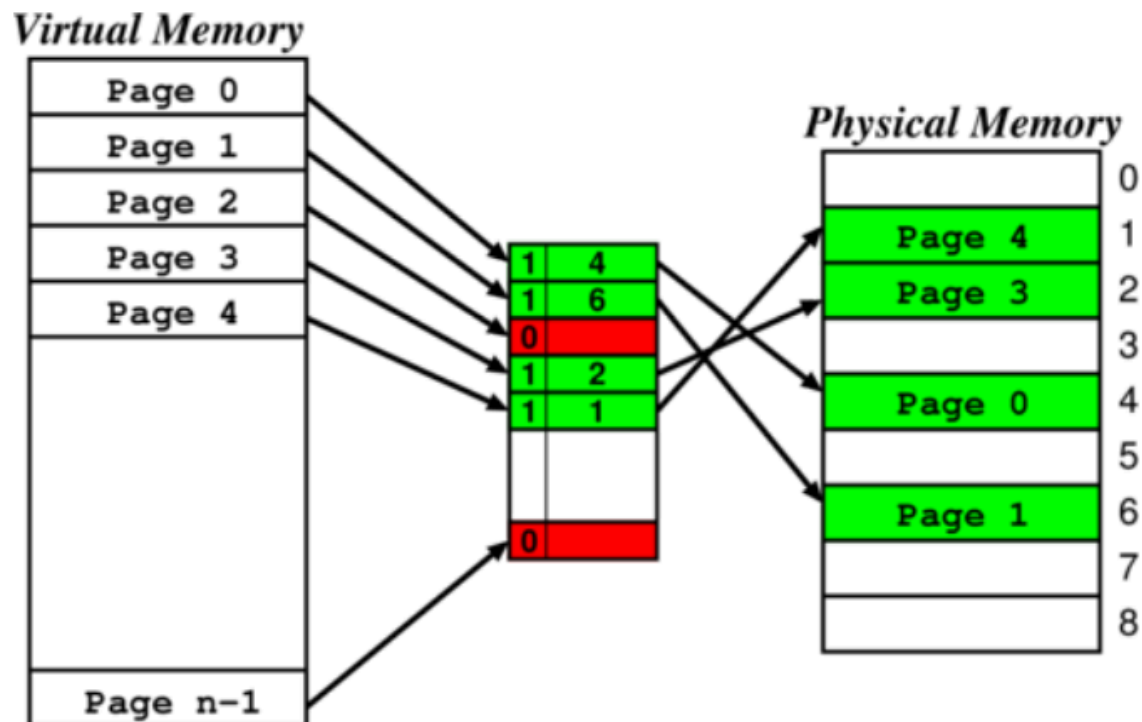 Virtual Memory
Page 0
Page 1
Page 2
Page 3
Page 4
Page n-1
1 4
1 6
0
1 2
1 1
0
Physical Memory
0
Page 4 1
Page 3 2
3
Page 0 4
5
Page 1 6
7
8